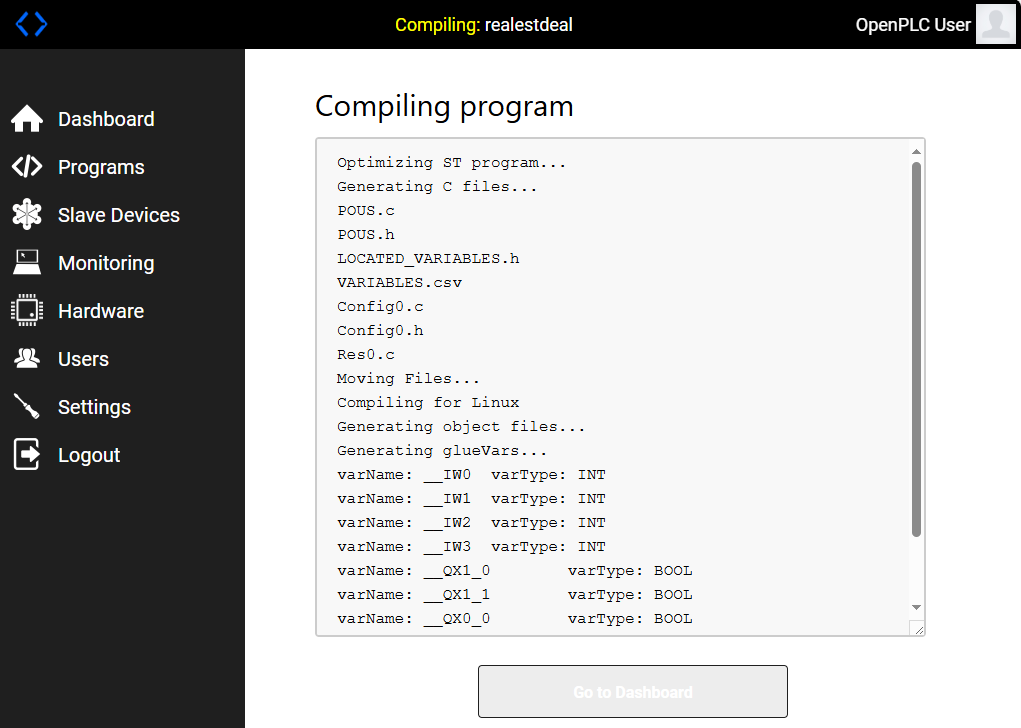 Compiling: realestdeal
OpenPLC User
Dashboard
Programs
Slave Devices
Monitoring
Hardware
Users
Settings
Logout
Compiling program
Optimizing ST program...
Generating C files...
POUS.c
POUS.h
LOCATED_VARIABLES.h
VARIABLES.csv
Config0.c
Config0.h
Res0.c
Moving Files...
Compiling for Linux
Generating object files...
Generating glueVars...
varName: __IW0 varType: INT
varName: __IW1 varType: INT
varName: __IW2 varType: INT
varName: __IW3 varType: INT
varName: __QX1_0 varType: BOOL
varName: __QX1_1 varType: BOOL
varName: __QX0_0 varType: BOOL
Go to Dashboard